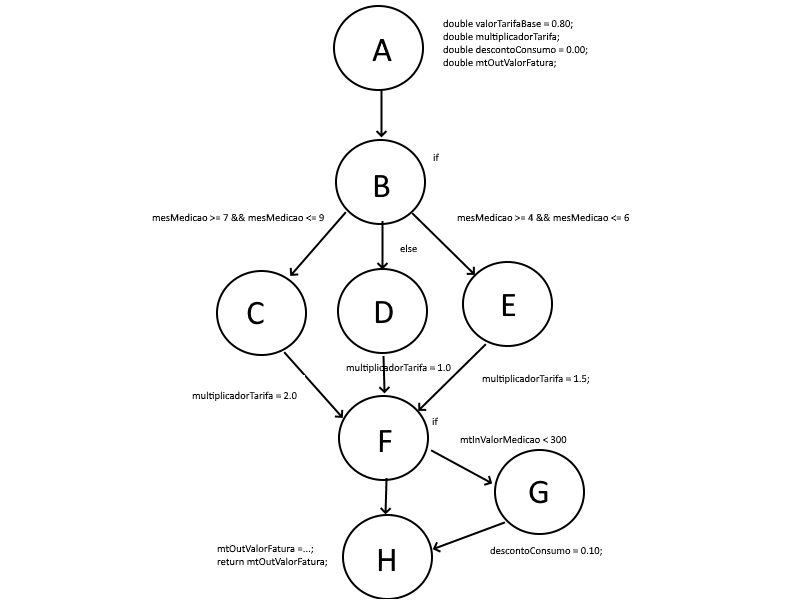 A
double valorTarifaBase = 0.80;
double multiplicadorTarifa;
double descontoConsumo = 0.00;
double mtOutValorFatura;
B
if
mesMedicao >= 7 && mesMedicao <= 9
mesMedicao >= 4 && mesMedicao <= 6
else
C
D
E
multiplicadorTarifa = 1.0
multiplicadorTarifa = 1.5;
multiplicadorTarifa = 2.0
F
if
mtInValorMedicao < 300
G
H
mtOutValorFatura =...;
return mtOutValorFatura;
descontoConsumo = 0.10;